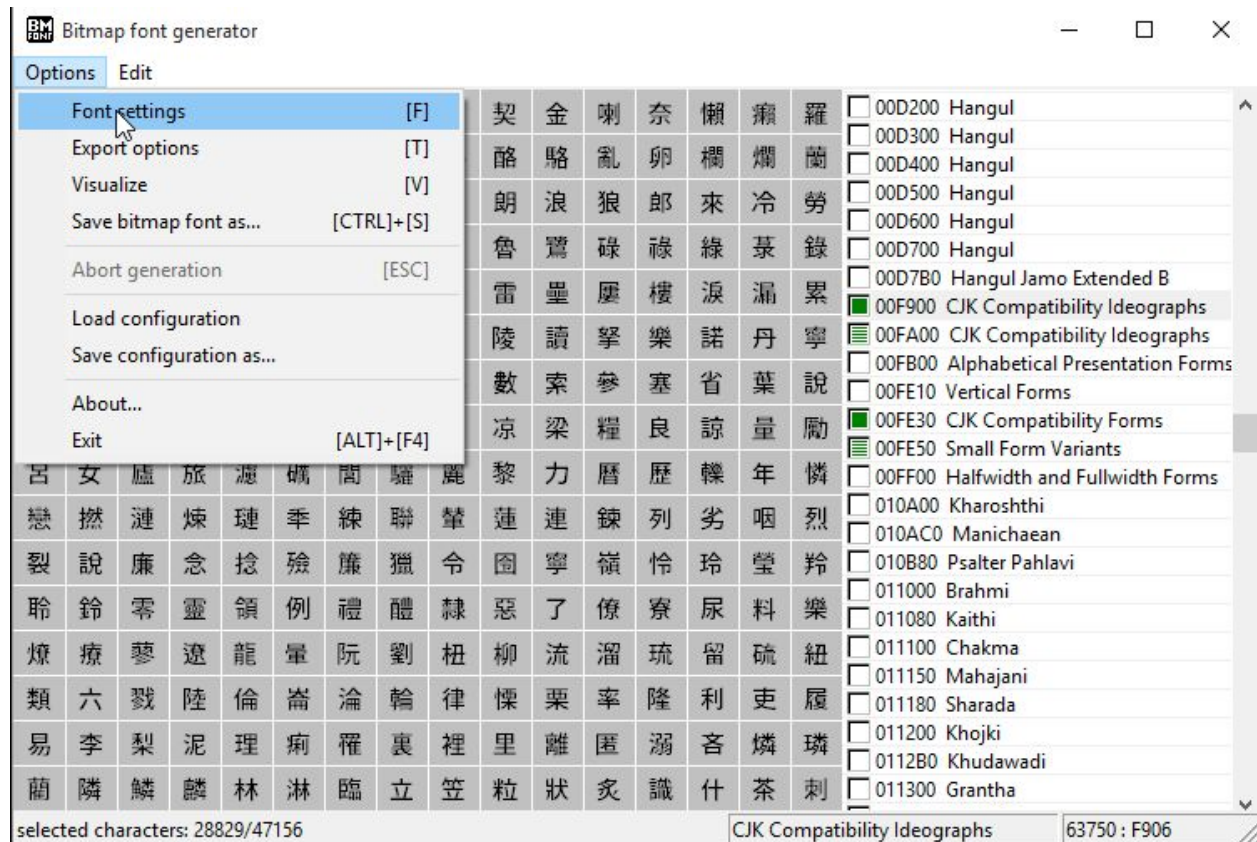 BM FONT
Bitmap font generator
Options Edit
Font settings [F]
Export options [T]
Visualize [V]
Save bitmap font as... [CTRL]+[S]
Abort generation [ESC]
Load configuration
Save configuration as...
About...
Exit [ALT]+[F4]
契 金 喇 奈 懶 癩 羅
酪 駱 亂 卵 欄 爛 蘭
朗 浪 狼 郎 來 冷 勞
魯 鷺 碌 祿 綠 菉 錄
雷 壘 屢 樓 淚 漏 累
陵 讀 拏 樂 諾 丹 寧
數 索 參 塞 省 葉 說
凉 梁 糧 良 諒 量 勵
呂 女 廬 旅 濾 礪 閭 驪 麗 黎 力 曆 歷 轢 年 憐
戀 撚 漣 煉 璉 秊 練 聯 輦 蓮 連 鍊 列 劣 咽 烈
裂 說 廉 念 捻 殮 簾 獵 令 囹 寧 嶺 怜 玲 瑩 羚
聆 鈴 零 靈 領 例 禮 醴 隸 惡 了 僚 寮 尿 料 樂
燎 療 蓼 遼 龍 暈 阮 劉 杻 柳 流 溜 琉 留 硫 紐
類 六 戮 陸 倫 崙 淪 輪 律 慄 栗 率 隆 利 吏 履
易 李 梨 泥 理 痢 罹 裏 裡 里 離 匿 溺 吝 燐 璘
藺 隣 鱗 麟 林 淋 臨 立 笠 粒 狀 炙 識 什 茶 刺
00D200 Hangul
00D300 Hangul
00D400 Hangul
00D500 Hangul
00D600 Hangul
00D700 Hangul
00D7B0 Hangul Jamo Extended B
00F900 CJK Compatibility Ideographs
00FA00 CJK Compatibility Ideographs
00FB00 Alphabetical Presentation Forms
00FE10 Vertical Forms
00FE30 CJK Compatibility Forms
00FE50 Small Form Variants
00FF00 Halfwidth and Fullwidth Forms
010A00 Kharoshthi
010AC0 Manichaean
010B80 Psalter Pahlavi
011000 Brahmi
011080 Kaithi
011100 Chakma
011150 Mahajani
011180 Sharada
011200 Khojki
0112B0 Khudawadi
011300 Grantha
selected characters: 28829/47156
CJK Compatibility Ideographs
63750 : F906